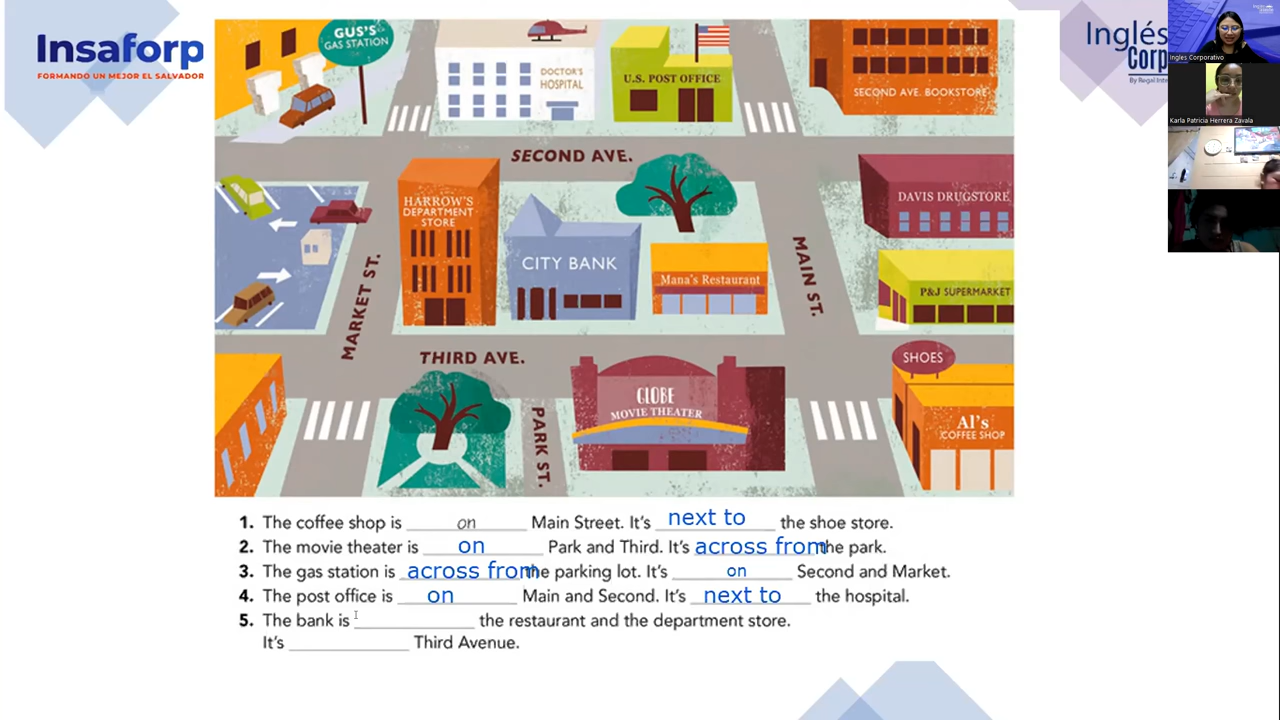 Insaforp
FORMANDO UN MEJOR EL SALVADOR
Inglés
Corp
By Regal Inte
Ingles Corporativo
Karla Patricia Herrera Zavala
GUS'S
GAS STATION
DOCTOR'S
HOSPITAL
U.S. POST OFFICE
SECOND AVE. BOOKSTORE
SECOND AVE.
HARROW'S
DEPARTMENT
STORE
CITY BANK
Mana's Restaurant
DAVIS DRUGSTORE
P&J SUPERMARKET
MARKET ST.
MAIN ST.
THIRD AVE.
PARK ST.
GLOBE
MOVIE THEATER
SHOES
Al's
COFFEE SHOP
1. The coffee shop is on Main Street. It's next to the shoe store.
2. The movie theater is on Park and Third. It's across from the park.
3. The gas station is across from the parking lot. It's on Second and Market.
4. The post office is on Main and Second. It's next to the hospital.
5. The bank is ____________ the restaurant and the department store.
It's ____________ Third Avenue.